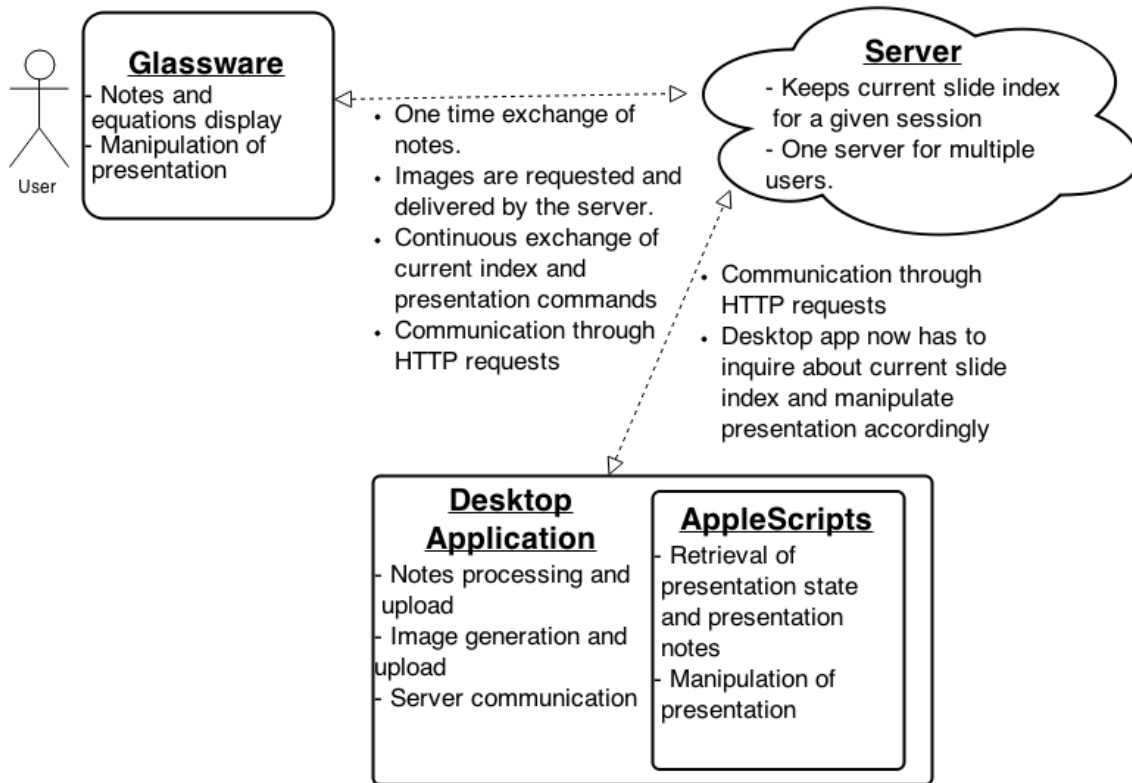 Glassware
- Notes and
equations display
- Manipulation of
presentation
User
• One time exchange of
notes.
• Images are requested and
delivered by the server.
• Continuous exchange of
current index and
presentation commands
• Communication through
HTTP requests
Server
- Keeps current slide index
for a given session
- One server for multiple
users.
• Communication through
HTTP requests
• Desktop app now has to
inquire about current slide
index and manipulate
presentation accordingly
Desktop
Application
- Notes processing and
upload
- Image generation and
upload
- Server communication
AppleScripts
- Retrieval of
presentation state
and presentation
notes
- Manipulation of
presentation